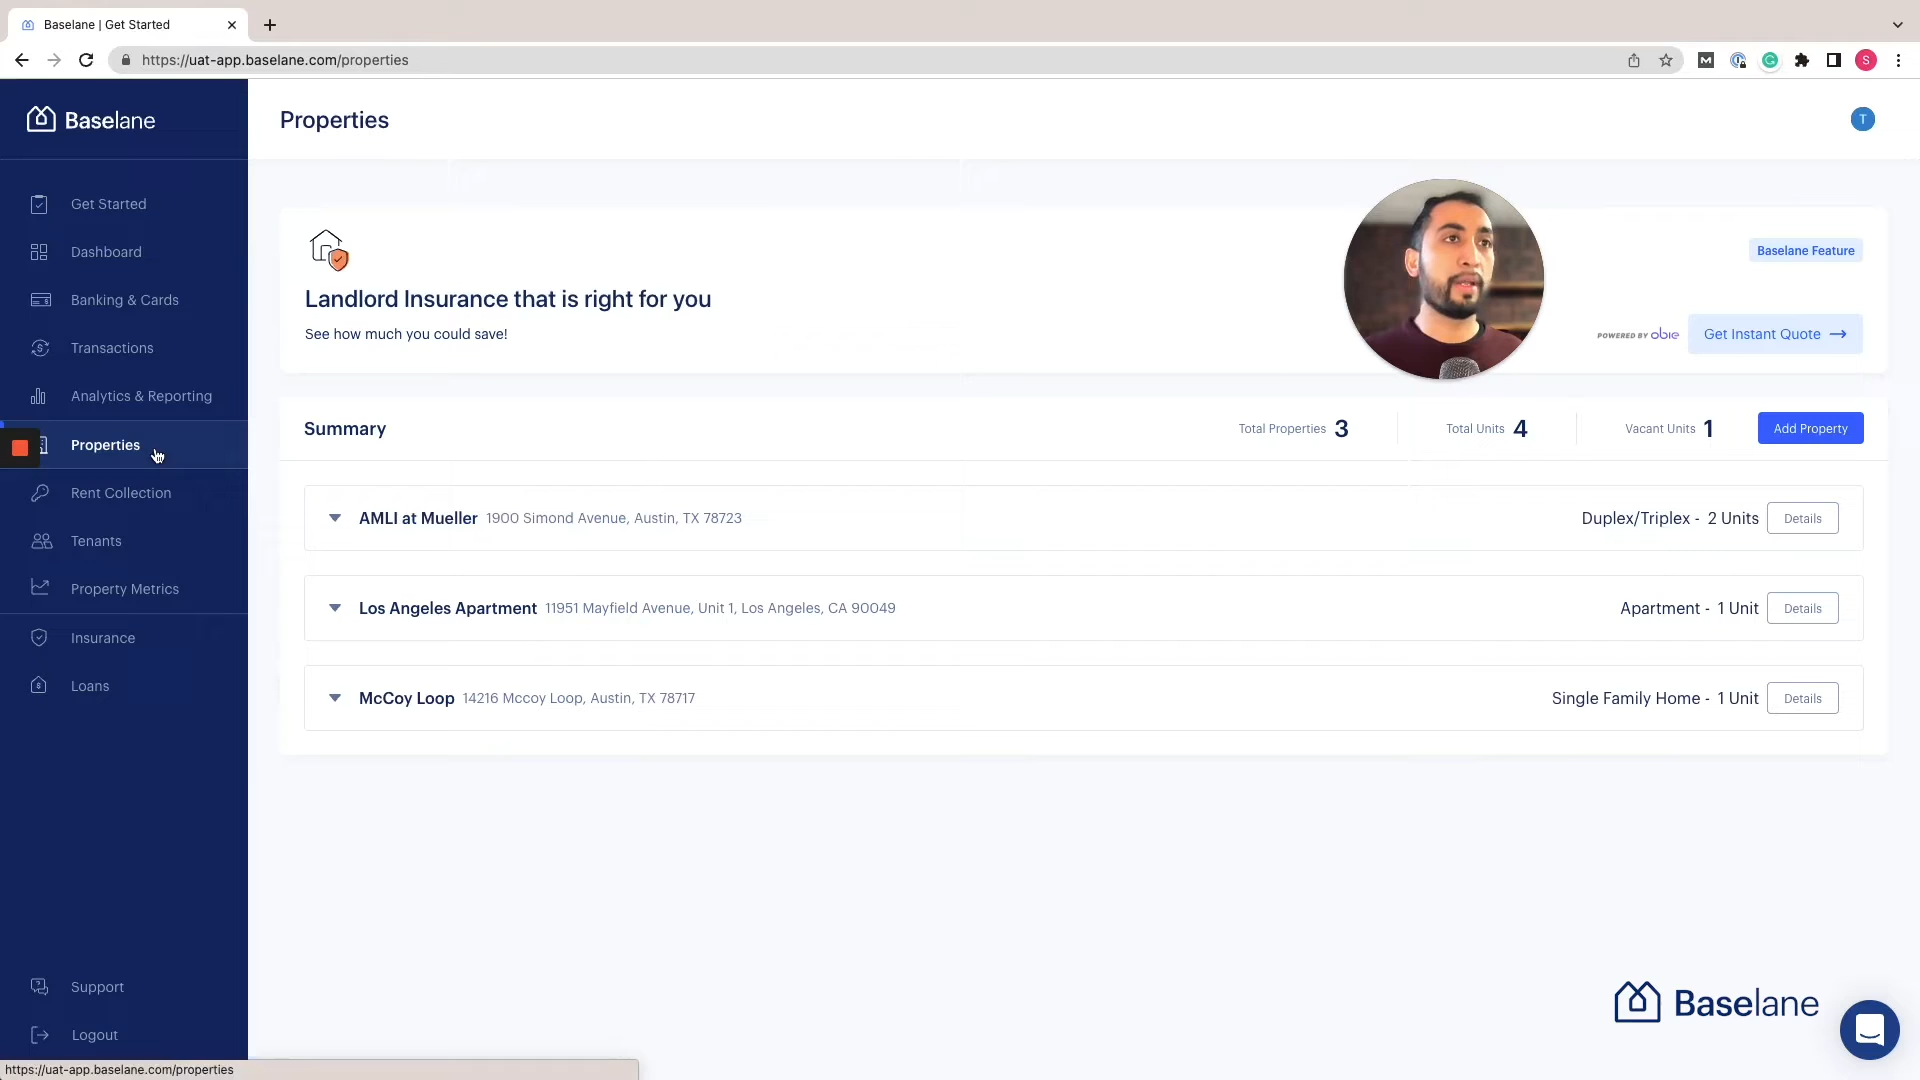 Baselane | Get Started
https://uat-app.baselane.com/properties
M
G
S
Baselane
Properties
T
Get Started
Dashboard
Banking & Cards
Transactions
Analytics & Reporting
Properties
Rent Collection
Tenants
Property Metrics
Insurance
Loans
Support
Logout
Baselane Feature
Landlord Insurance that is right for you
See how much you could save!
POWERED BY obie
Get Instant Quote
Summary
Total Properties 3
Total Units 4
Vacant Units 1
Add Property
AMLI at Mueller 1900 Simond Avenue, Austin, TX 78723
Duplex/Triplex - 2 Units
Details
Los Angeles Apartment 11951 Mayfield Avenue, Unit 1, Los Angeles, CA 90049
Apartment - 1 Unit
Details
McCoy Loop 14216 Mccoy Loop, Austin, TX 78717
Single Family Home - 1 Unit
Details
Baselane
https://uat-app.baselane.com/properties